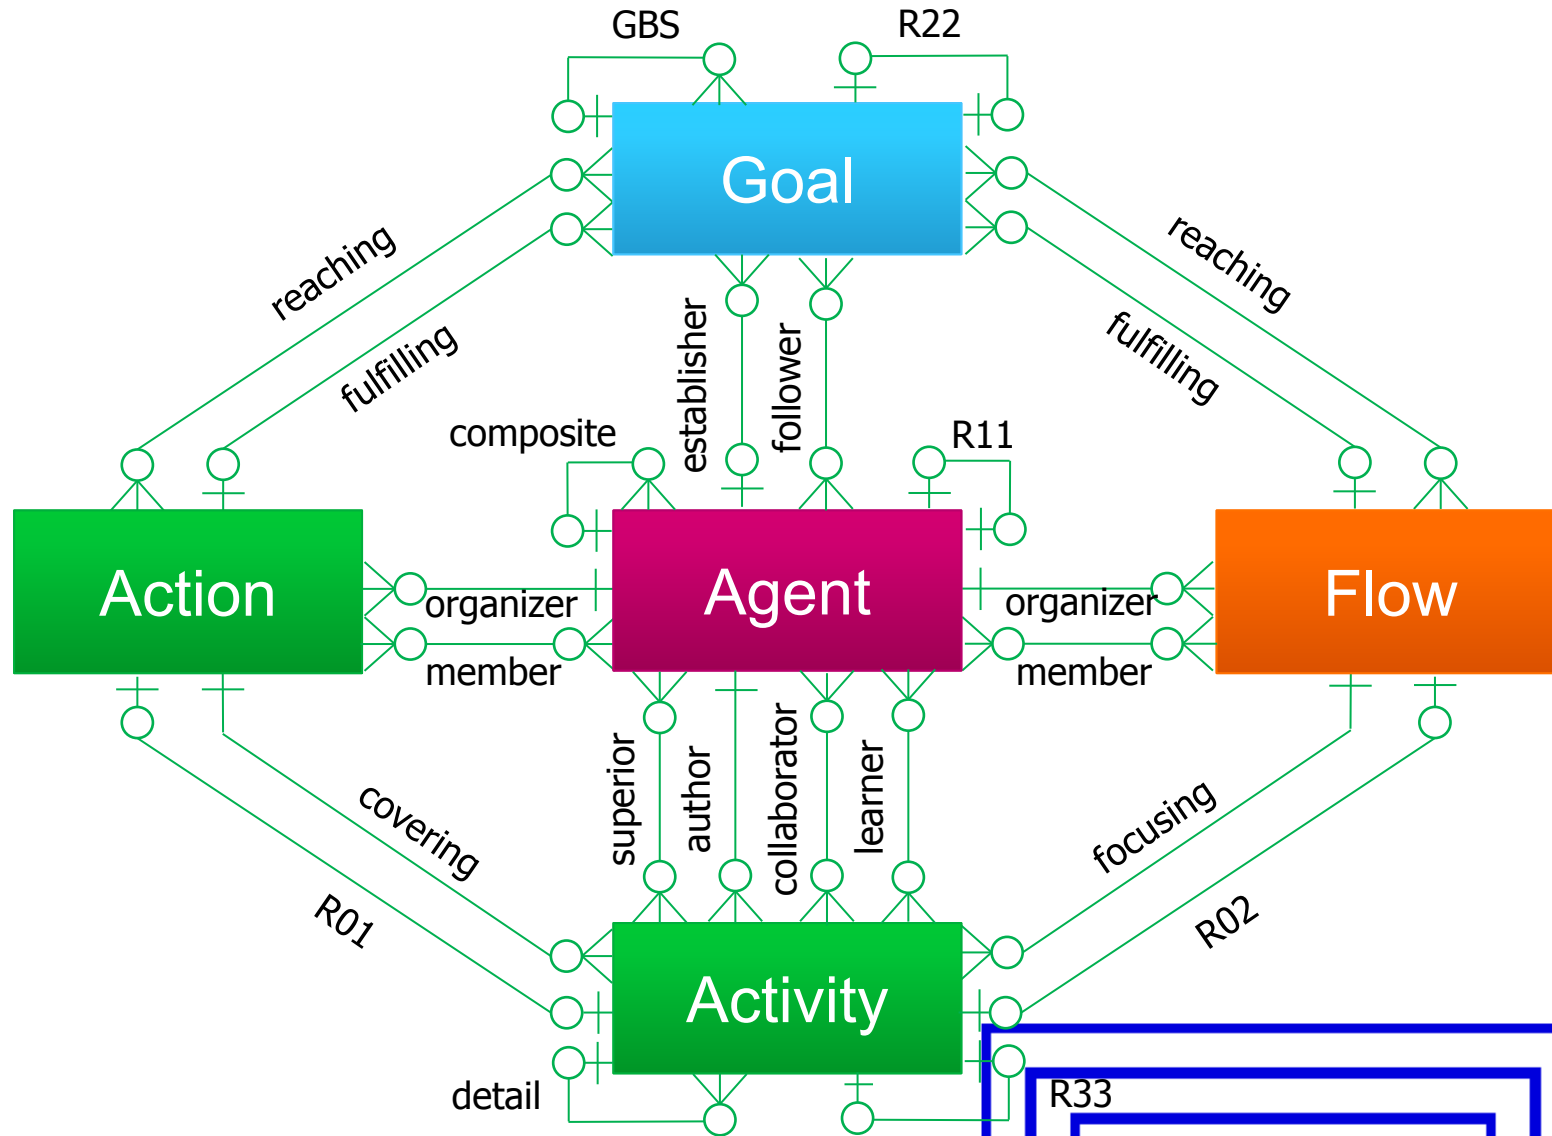 GBS
R22
Goal
reaching
reaching
fulfilling
fulfilling
establisher
follower
composite
R11
Action
Agent
Flow
organizer
organizer
member
member
superior
author
collaborator
learner
covering
focusing
R01
R02
Activity
detail
R33